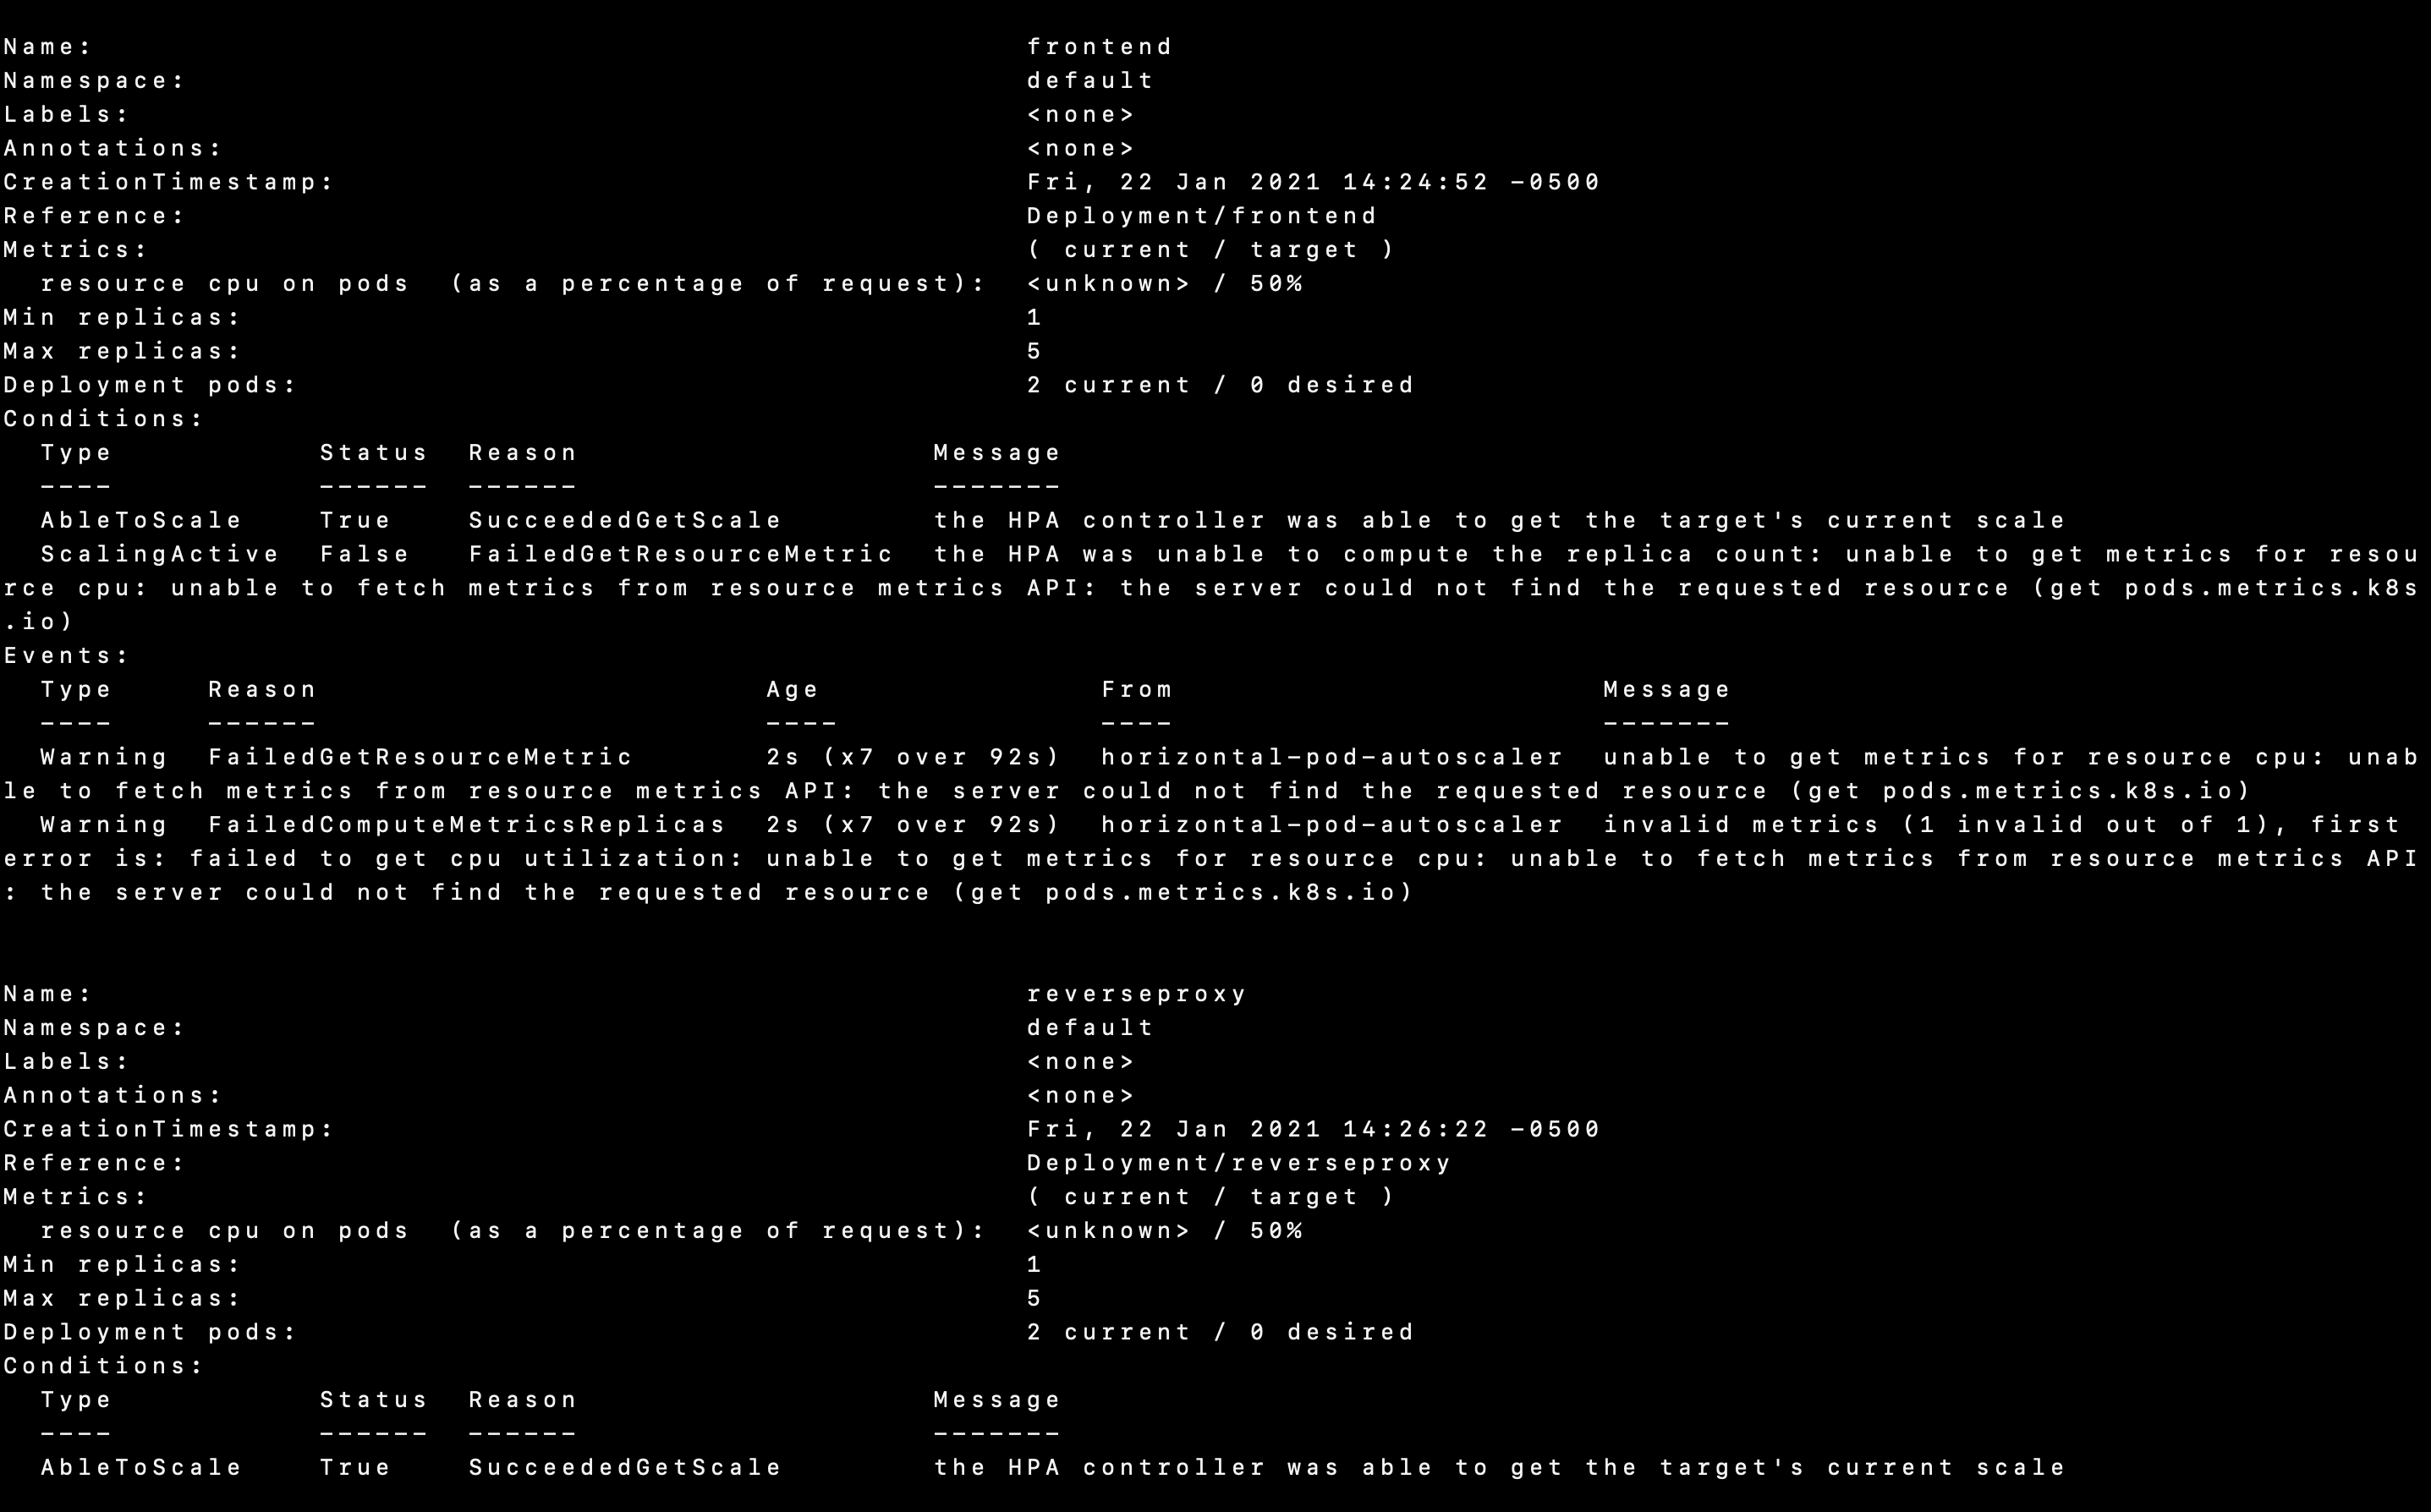 Name:                                                  frontend
Namespace:                                             default
Labels:                                                <none>
Annotations:                                           <none>
CreationTimestamp:                                     Fri, 22 Jan 2021 14:24:52 -0500
Reference:                                             Deployment/frontend
Metrics:                                               ( current / target )
  resource cpu on pods  (as a percentage of request):  <unknown> / 50%
Min replicas:                                          1
Max replicas:                                          5
Deployment pods:                                       2 current / 0 desired
Conditions:
  Type           Status  Reason                   Message
  ----           ------  ------                   -------
  AbleToScale    True    SucceededGetScale        the HPA controller was able to get the target's current scale
  ScalingActive  False   FailedGetResourceMetric  the HPA was unable to compute the replica count: unable to get metrics for resou
rce cpu: unable to fetch metrics from resource metrics API: the server could not find the requested resource (get pods.metrics.k8s
.io)
Events:
  Type     Reason                        Age               From                       Message
  ----     ------                        ----              ----                       -------
  Warning  FailedGetResourceMetric       2s (x7 over 92s)  horizontal-pod-autoscaler  unable to get metrics for resource cpu: unab
le to fetch metrics from resource metrics API: the server could not find the requested resource (get pods.metrics.k8s.io)
  Warning  FailedComputeMetricsReplicas  2s (x7 over 92s)  horizontal-pod-autoscaler  invalid metrics (1 invalid out of 1), first
error is: failed to get cpu utilization: unable to get metrics for resource cpu: unable to fetch metrics from resource metrics API
: the server could not find the requested resource (get pods.metrics.k8s.io)
Name:                                                  reverseproxy
Namespace:                                             default
Labels:                                                <none>
Annotations:                                           <none>
CreationTimestamp:                                     Fri, 22 Jan 2021 14:26:22 -0500
Reference:                                             Deployment/reverseproxy
Metrics:                                               ( current / target )
  resource cpu on pods  (as a percentage of request):  <unknown> / 50%
Min replicas:                                          1
Max replicas:                                          5
Deployment pods:                                       2 current / 0 desired
Conditions:
  Type           Status  Reason                   Message
  ----           ------  ------                   -------
  AbleToScale    True    SucceededGetScale        the HPA controller was able to get the target's current scale